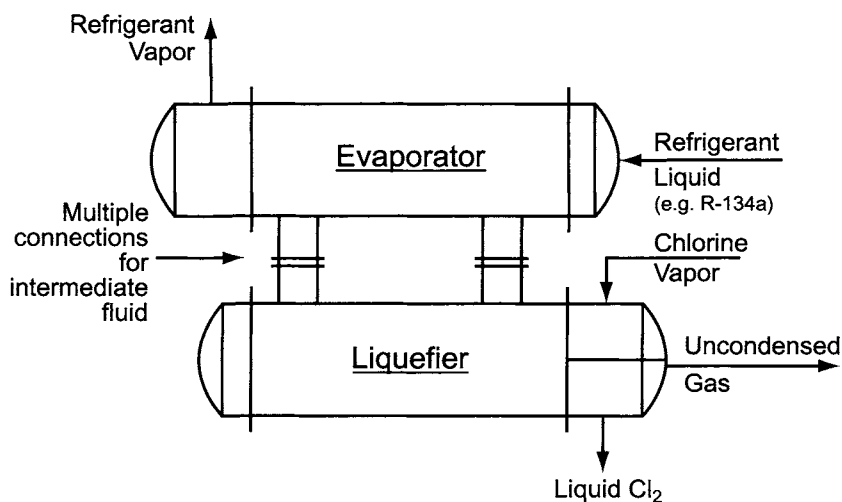 Refrigerant
Vapor
Evaporator
Refrigerant
Liquid
(e.g. R-134a)
Multiple
connections
for
intermediate
fluid
Chlorine
Vapor
Liquefier
Uncondensed
Gas
Liquid Cl₂